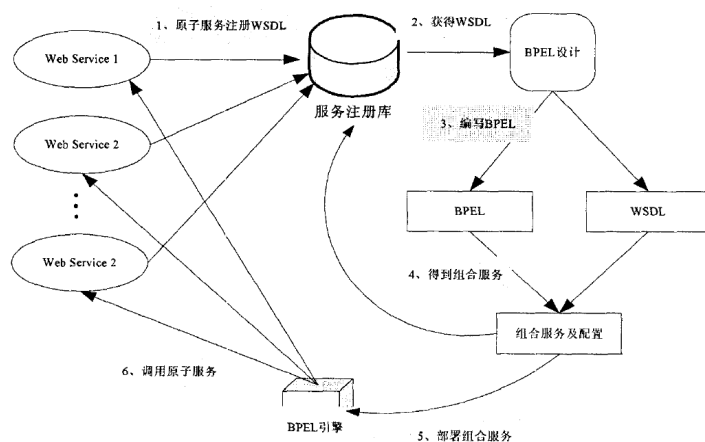 1、原子服务注册WSDL
2、获得WSDL
Web Service 1
BPEL设计
服务注册库
3、编写BPEL
Web Service 2
BPEL
WSDL
Web Service 2
4、得到组合服务
组合服务及配置
6、调用原子服务
BPEL引擎
5、部署组合服务